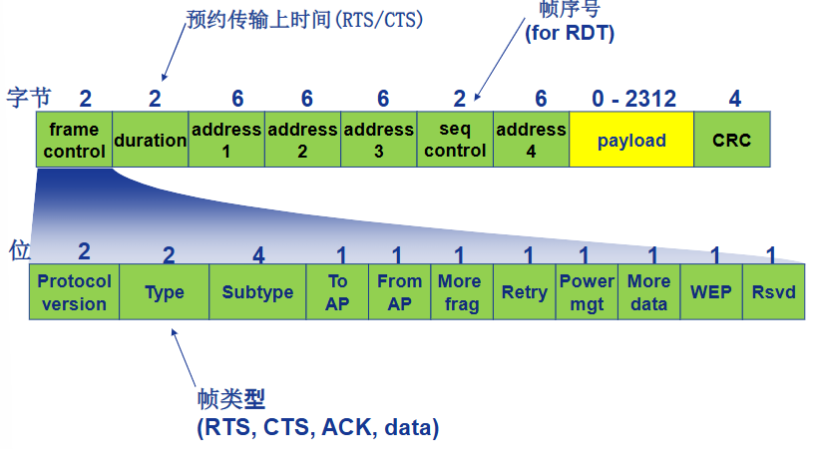 预约传输上时间(RTS/CTS)
帧序号
(for RDT)
字节 2 2 6 6 6 2 6 0 - 2312 4
frame control duration address 1 address 2 address 3 seq control address 4 payload CRC
位 2 2 4 1 1 1 1 1 1 1 1
Protocol version Type Subtype To AP From AP More frag Retry Power mgt More data WEP Rsvd
帧类型
(RTS, CTS, ACK, data)